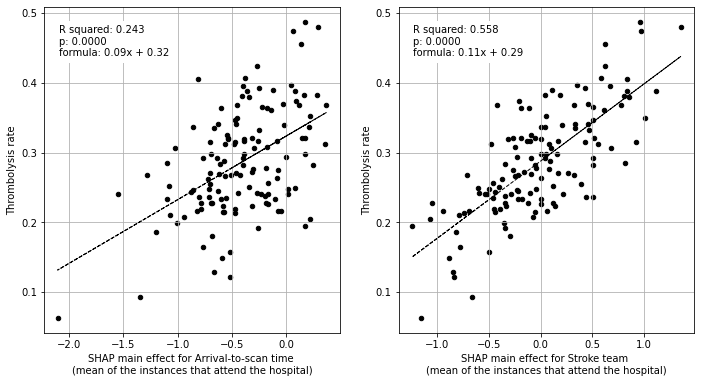 R squared: 0.243
p: 0.0000
formula: 0.09x + 0.32
0.5
0.4
0.3
0.2
0.1
Thrombolysis rate
−2.0 −1.5 −1.0 −0.5 0.0
SHAP main effect for Arrival-to-scan time
(mean of the instances that attend the hospital)
R squared: 0.558
p: 0.0000
formula: 0.11x + 0.29
0.5
0.4
0.3
0.2
0.1
Thrombolysis rate
−1.0 −0.5 0.0 0.5 1.0
SHAP main effect for Stroke team
(mean of the instances that attend the hospital)